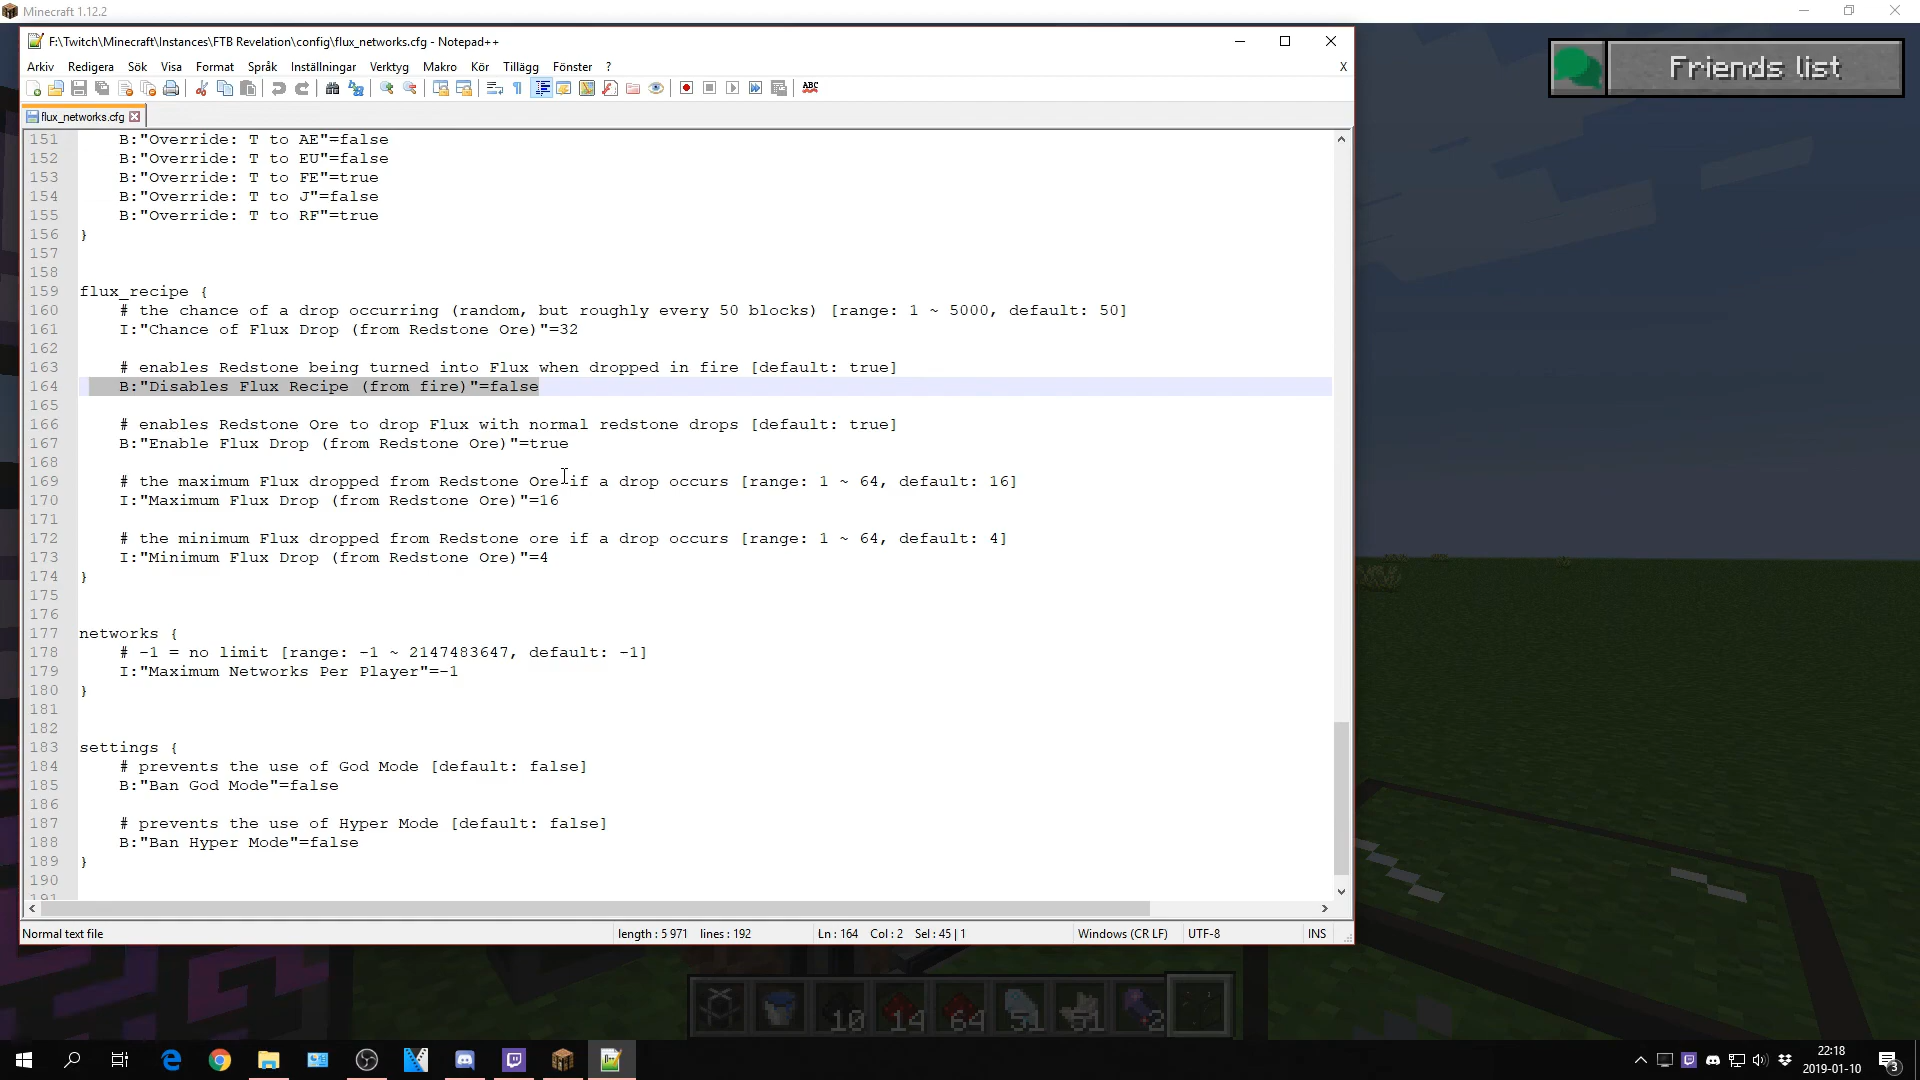 Minecraft 1.12.2
F:\Twitch\Minecraft\Instances\FTB Revelation\config\flux_networks.cfg - Notepad++
Arkiv Redigera Sök Visa Format Språk Inställningar Verktyg Makro Kör Tillägg Fönster ? X
ABC
Friends list
flux_networks.cfg
151 B:"Override: T to AE"=false
152 B:"Override: T to EU"=false
153 B:"Override: T to FE"=true
154 B:"Override: T to J"=false
155 B:"Override: T to RF"=true
156 }
157
158
159 flux_recipe {
160 # the chance of a drop occurring (random, but roughly every 50 blocks) [range: 1 ~ 5000, default: 50]
161 I:"Chance of Flux Drop (from Redstone Ore)"=32
162
163 # enables Redstone being turned into Flux when dropped in fire [default: true]
164 B:"Disables Flux Recipe (from fire)"=false
165
166 # enables Redstone Ore to drop Flux with normal redstone drops [default: true]
167 B:"Enable Flux Drop (from Redstone Ore)"=true
168
169 # the maximum Flux dropped from Redstone Ore if a drop occurs [range: 1 ~ 64, default: 16]
170 I:"Maximum Flux Drop (from Redstone Ore)"=16
171
172 # the minimum Flux dropped from Redstone ore if a drop occurs [range: 1 ~ 64, default: 4]
173 I:"Minimum Flux Drop (from Redstone Ore)"=4
174 }
175
176
177 networks {
178 # -1 = no limit [range: -1 ~ 2147483647, default: -1]
179 I:"Maximum Networks Per Player"=-1
180 }
181
182
183 settings {
184 # prevents the use of God Mode [default: false]
185 B:"Ban God Mode"=false
186
187 # prevents the use of Hyper Mode [default: false]
188 B:"Ban Hyper Mode"=false
189 }
190
191
Normal text file length : 5 971 lines : 192 Ln : 164 Col : 2 Sel : 45 | 1 Windows (CR LF) UTF-8 INS
10 14 64 51 61 2
22:18
2019-01-10
3